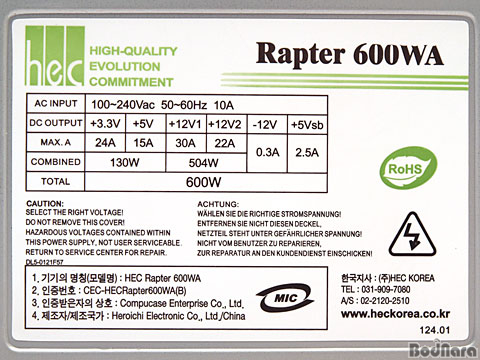 hec
HIGH-QUALITY
EVOLUTION
COMMITMENT
Rapter 600WA
AC INPUT 100~240Vac 50~60Hz 10A
DC OUTPUT +3.3V +5V +12V1 +12V2 -12V +5Vsb
MAX. A 24A 15A 30A 22A 0.3A 2.5A
COMBINED 130W 504W
TOTAL 600W
RoHS
CAUTION:
SELECT THE RIGHT VOLTAGE!
DO NOT REMOVE THIS COVER!
HAZARDOUS VOLTAGES CONTAINED WITHIN
THIS POWER SUPPLY, NOT USER SERVICEABLE.
RETURN TO SERVICE CENTER FOR REPAIR.
DL5-0121F57
ACHTUNG:
WÄHLEN SIE DIE RICHTIGE STROMSPANNUNG!
ENTFERNEN SIE NICHT DIESEN DECKEL,
NETZTEIL STEHT UNTER GEFÄHRLICHER SPANNUNG!
NICHT VOM BENUTZER ZU REPARIEREN,
ZUR REPARATUR AN DEN KUNDENDIENST EINSCHICKEN!
1. 기기의 명칭(모델명) : HEC Rapter 600WA
2. 인증번호: CEC-HECRapter600WA(B)
3. 인증받은자의 상호: Compucase Enterprise Co., Ltd.
4. 제조자/제조국가: Heroichi Electronic Co., Ltd./China
MIC
한국지사 : (주)HEC KOREA
TEL : 031-909-7080
A/S : 02-2120-2510
www.heckorea.co.kr
124.01
BodNara